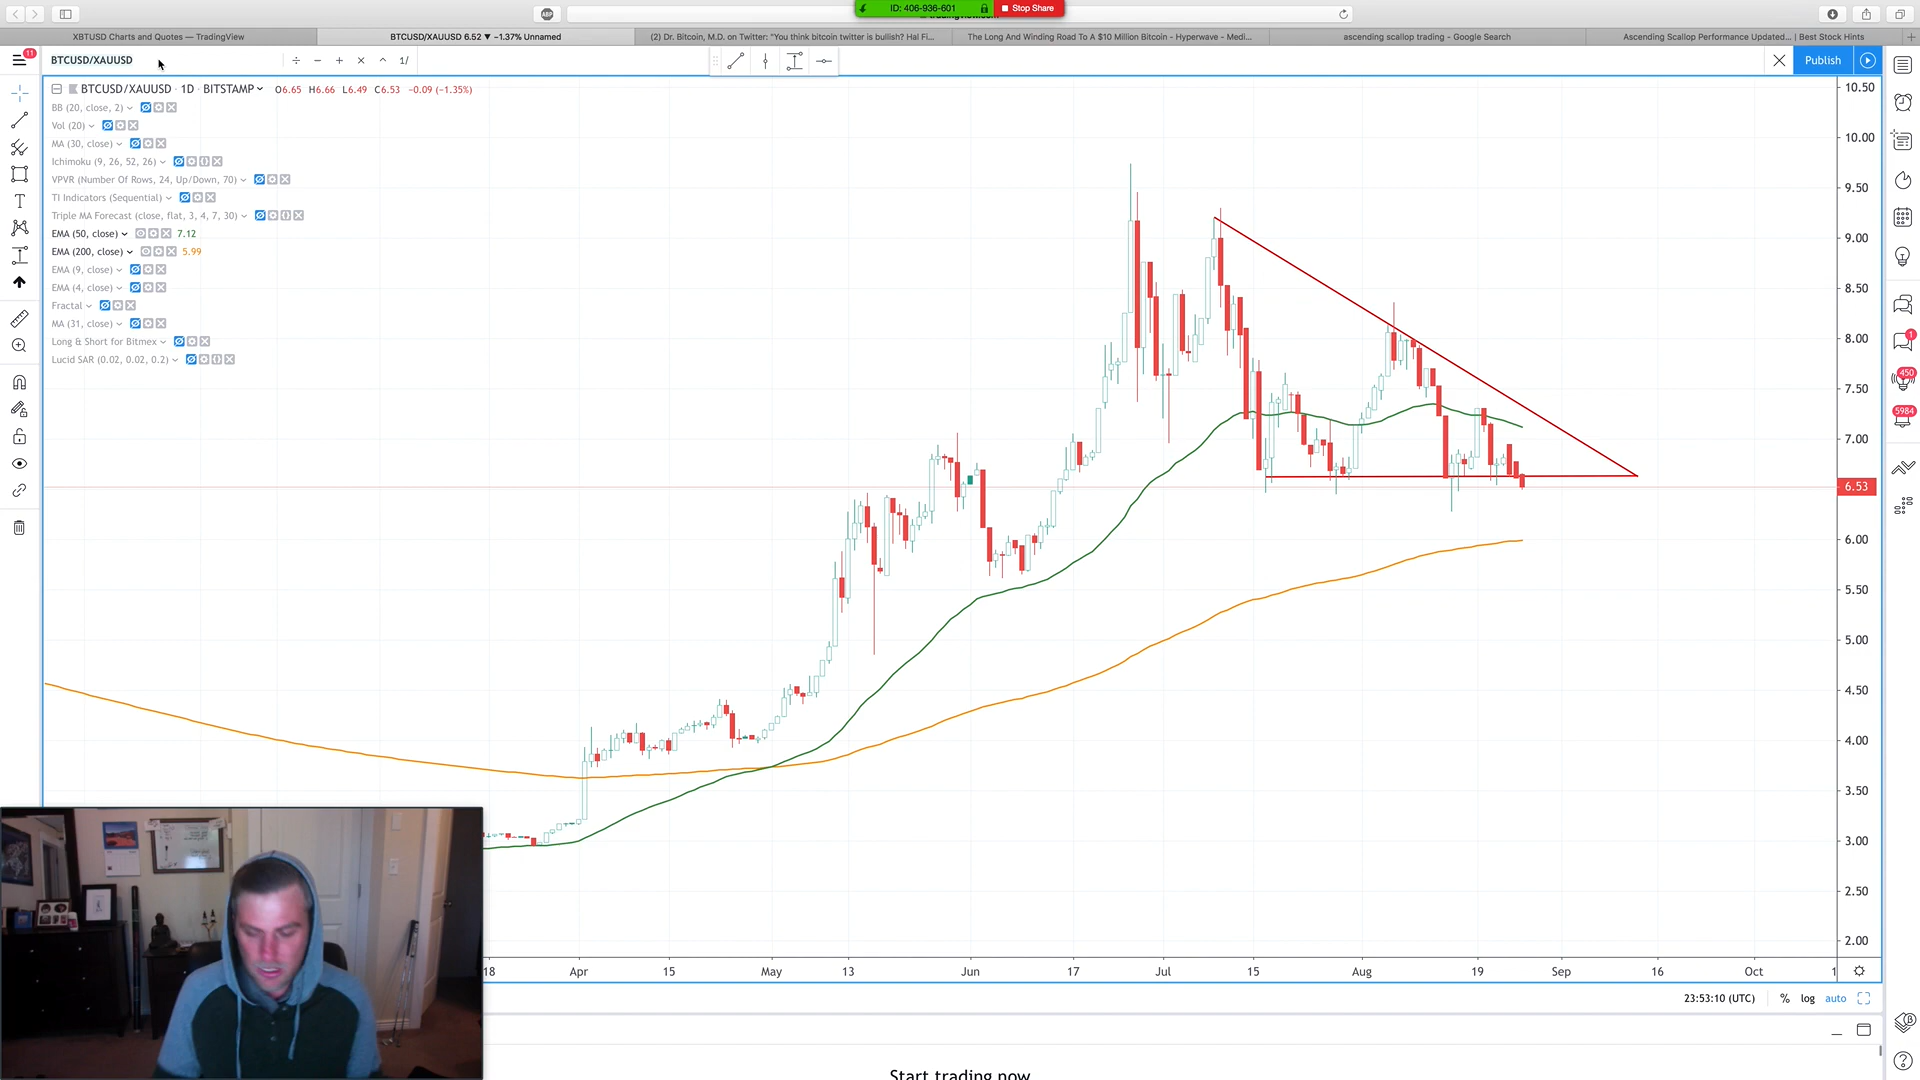 ID: 406-936-601 Stop Share
ABP
XBTUSD Charts and Quotes — TradingView
BTCUSD/XAUUSD 6.52 ▼ −1.37% Unnamed
(2) Dr. Bitcoin, M.D. on Twitter: "You think bitcoin twitter is bullish? Hal Fi...
The Long And Winding Road To A $10 Million Bitcoin - Hyperwave - Medi...
ascending scallop trading - Google Search
Ascending Scallop Performance Updated... | Best Stock Hints
11
BTCUSD/XAUUSD
÷ − + × ^ 1/
Publish
BTCUSD/XAUUSD · 1D · BITSTAMP O6.65 H6.66 L6.49 C6.53 −0.09 (−1.35%)
BB (20, close, 2)
Vol (20)
MA (30, close)
Ichimoku (9, 26, 52, 26)
VPVR (Number Of Rows, 24, Up/Down, 70)
TI Indicators (Sequential)
Triple MA Forecast (close, flat, 3, 4, 7, 30)
EMA (50, close) 7.12
EMA (200, close) 5.99
EMA (9, close)
EMA (4, close)
Fractal
MA (31, close)
Long & Short for Bitmex
Lucid SAR (0.02, 0.02, 0.2)
10.50
10.00
9.50
9.00
8.50
8.00
7.50
7.00
6.53
6.00
5.50
5.00
4.50
4.00
3.50
3.00
2.50
2.00
1
450
5984
18 Apr 15 May 13 Jun 17 Jul 15 Aug 19 Sep 16 Oct 1
23:53:10 (UTC) % log auto
Start trading now